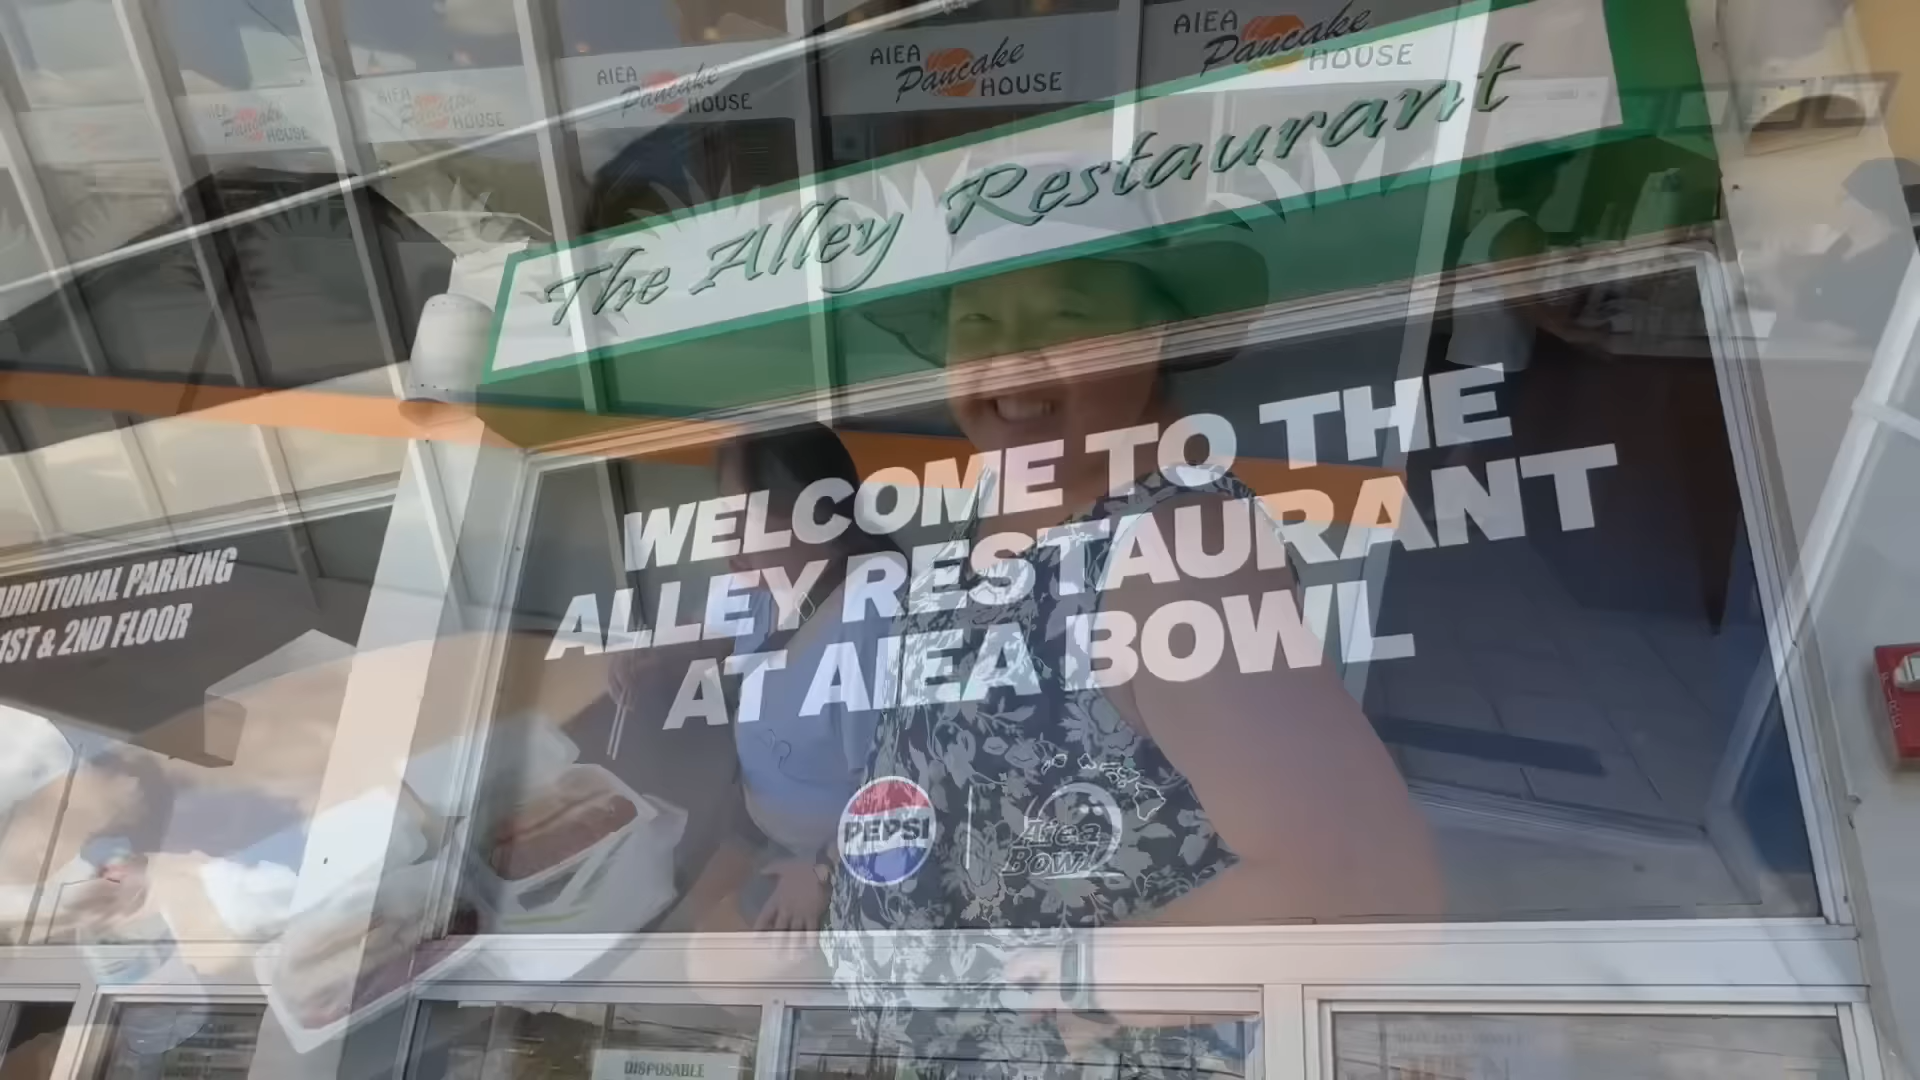 AIEA
Pancake
HOUSE
AIEA
Pancake
HOUSE
AIEA
Pancake
HOUSE
AIEA
Pancake
HOUSE
AIEA
Pancake
HOUSE
The Alley Restaurant
WELCOME TO THE
ALLEY RESTAURANT
AT AIEA BOWL
ADDITIONAL PARKING
1ST & 2ND FLOOR
PEPSI
Aiea
Bowl
FIRE
DISPOSABLE